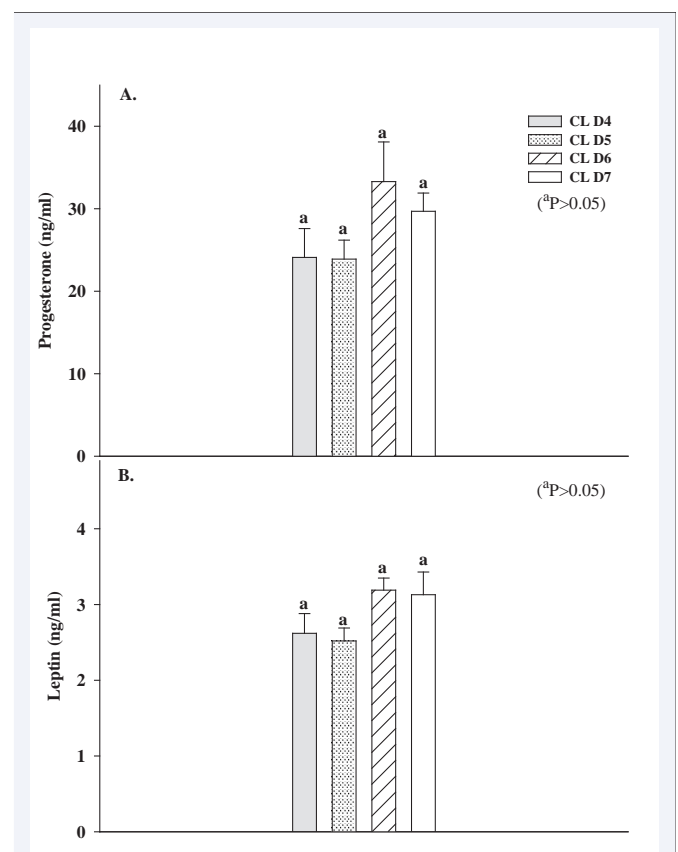 A.
CL D4
CL D5
CL D6
CL D7
(ᵃP>0.05)
Progesterone (ng/ml)
40
30
20
10
0
a
a
a
a
B.
(ᵃP>0.05)
Leptin (ng/ml)
4
3
2
1
0
a
a
a
a